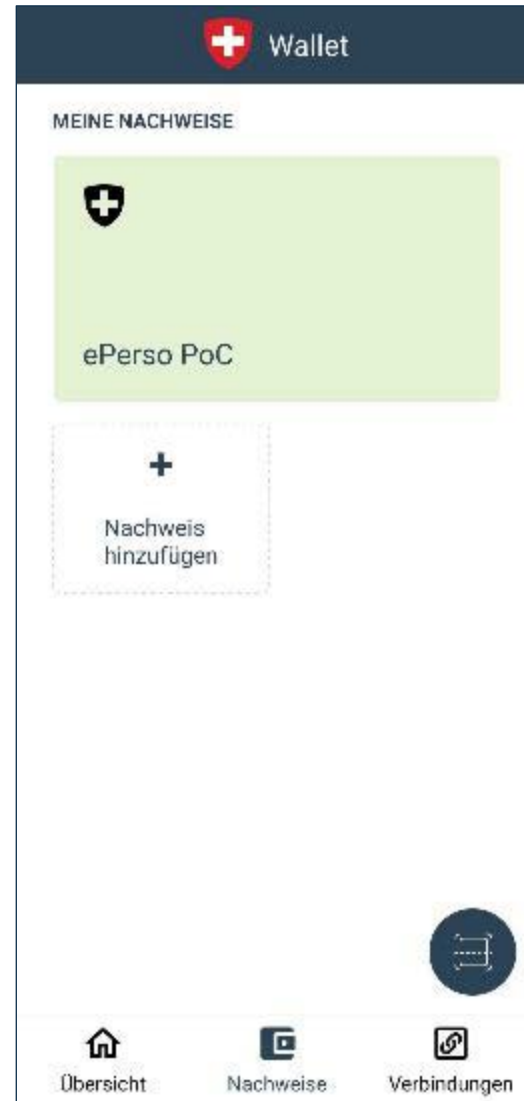 Wallet
MEINE NACHWEISE
ePerso PoC
Nachweis
hinzufügen
Übersicht
Nachweise
Verbindungen